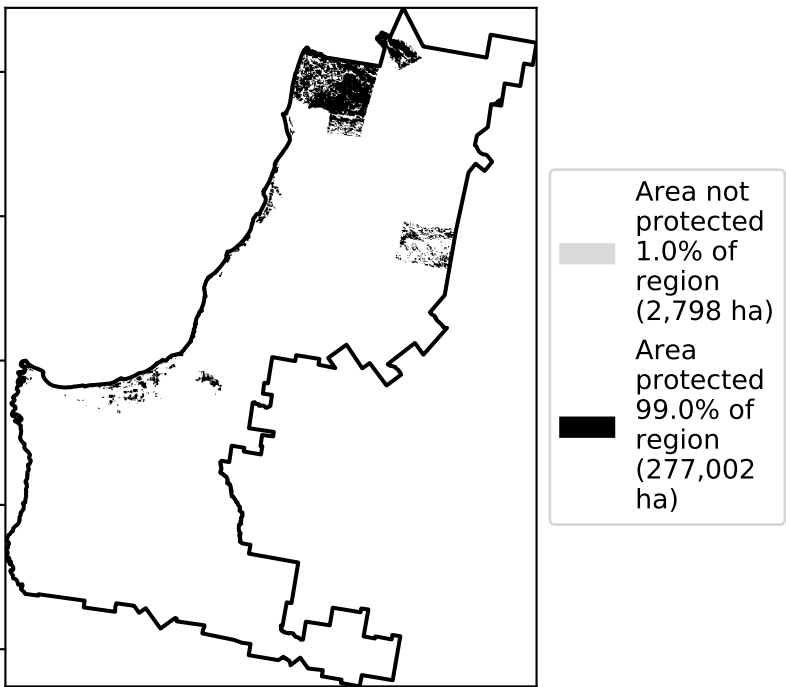 Area not
protected
1.0% of
region
(2,798 ha)
Area
protected
99.0% of
region
(277,002
ha)